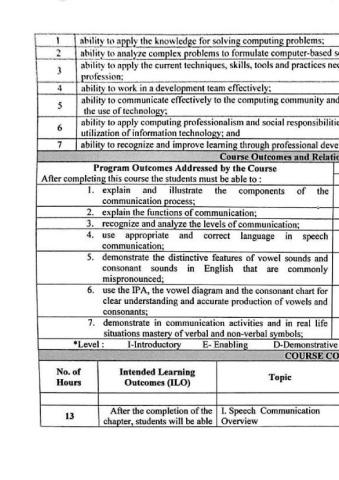 1 ability to apply the knowledge for solving computing problems;
2 ability to analyze complex problems to formulate computer-based
3 ability to apply the current techniques, skills, tools and practices
profession;
4 ability to work in a development team effectively;
5 ability to communicate effectively to the computing community and
the use of technology;
6 ability to apply computing professionalism and social
utilization of information technology; and
7 ability to recognize and improve learning through professional
Course Outcomes and
Program Outcomes Addressed by the Course
After completing this course the students must be able to :
1. explain and illustrate the components of the
communication process;
2. explain the functions of communication;
3. recognize and analyze the levels of communication;
4. use appropriate and correct language in speech
communication;
5. demonstrate the distinctive features of vowel sounds and
consonant sounds in English that are commonly
mispronounced;
6. use the IPA, the vowel diagram and the consonant chart for
clear understanding and accurate production of vowels and
consonants;
7. demonstrate in communication activities and in real life
situations mastery of verbal and non-verbal symbols;
*Level : I-Introductory E- Enabling D-Demonstrative
COURSE CO
No. of Intended Learning Topic
Hours Outcomes (ILO)
13 After the completion of the I. Speech Communication
chapter, students will be able Overview